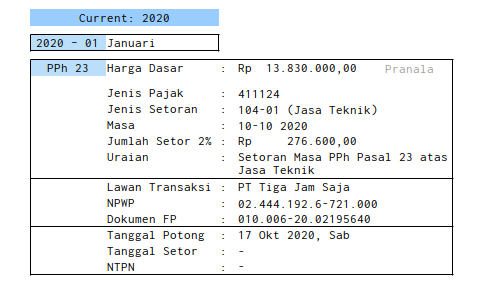 Current: 2020
2020 - 01 Januari
PPh 23 Harga Dasar : Rp 13.830.000,00 Pranala
Jenis Pajak : 411124
Jenis Setoran : 104-01 (Jasa Teknik)
Masa : 10-10 2020
Jumlah Setor 2% : Rp 276.600,00
Uraian : Setoran Masa PPh Pasal 23 atas
Jasa Teknik
Lawan Transaksi : PT Tiga Jam Saja
NPWP : 02.444.192.6-721.000
Dokumen FP : 010.006-20.02195640
Tanggal Potong : 17 Okt 2020, Sab
Tanggal Setor : -
NTPN : -